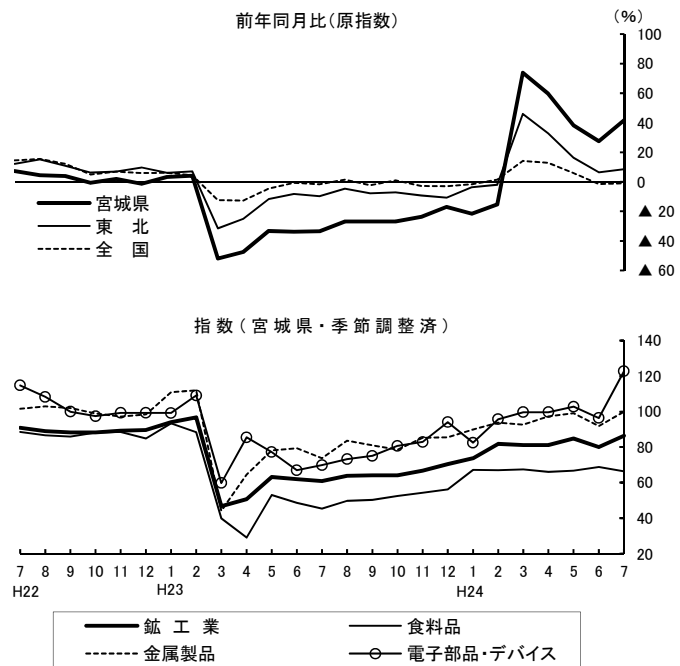 前年同月比（原指数）
（％）
100
80
60
40
20
0
▲ 20
▲ 40
▲ 60
宮城県
東　北
全　国
指数（宮城県・季節調整済）
140
120
100
80
60
40
20
7 8 9 10 11 12 1 2 3 4 5 6 7 8 9 10 11 12 1 2 3 4 5 6 7
H22 H23 H24
鉱　工　業 食料品
金属製品 電子部品・デバイス